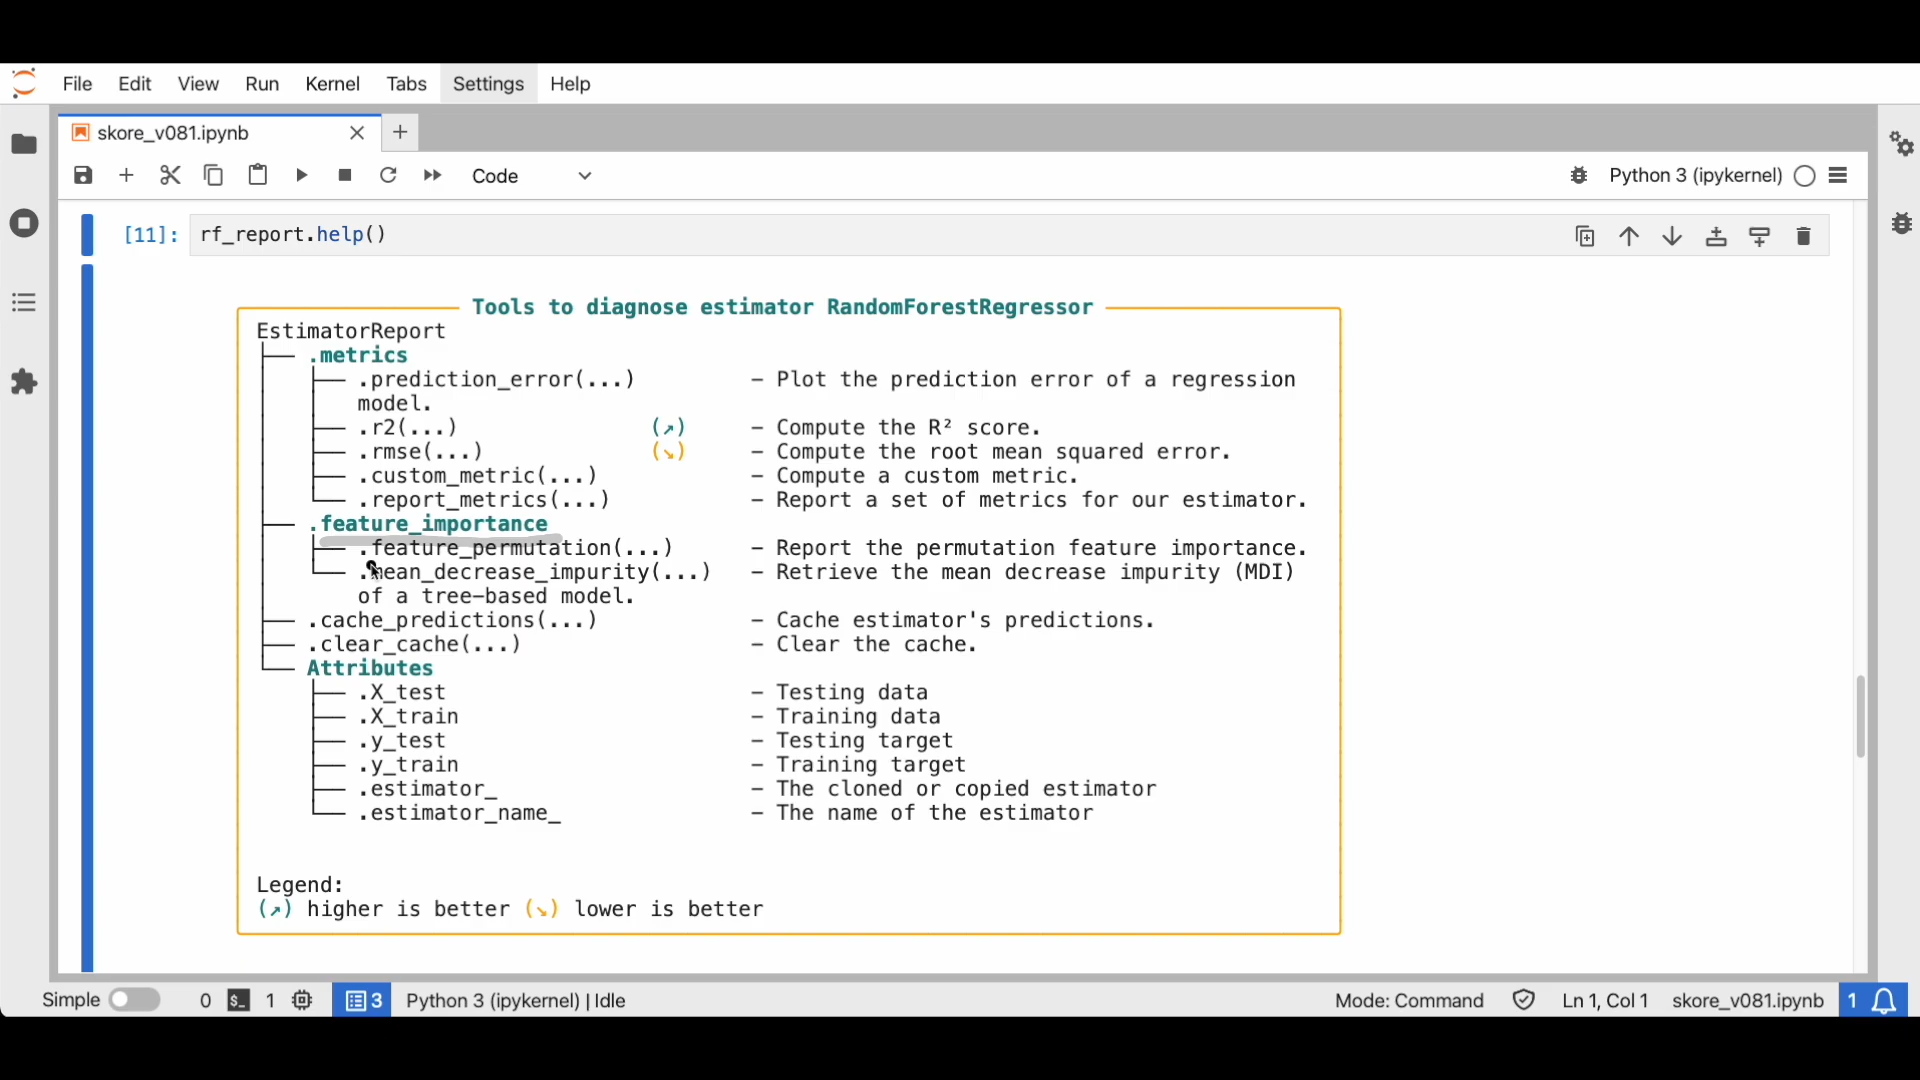 File Edit View Run Kernel Tabs Settings Help
skore_v081.ipynb
Code
Python 3 (ipykernel)
[11]: rf_report.help()
Tools to diagnose estimator RandomForestRegressor
EstimatorReport
.metrics
.prediction_error(...) – Plot the prediction error of a regression
model.
.r2(...) (↗) – Compute the R² score.
.rmse(...) (↘) – Compute the root mean squared error.
.custom_metric(...) – Compute a custom metric.
.report_metrics(...) – Report a set of metrics for our estimator.
.feature_importance
.feature_permutation(...) – Report the permutation feature importance.
.mean_decrease_impurity(...) – Retrieve the mean decrease impurity (MDI)
of a tree-based model.
.cache_predictions(...) – Cache estimator's predictions.
.clear_cache(...) – Clear the cache.
Attributes
.X_test – Testing data
.X_train – Training data
.y_test – Testing target
.y_train – Training target
.estimator_ – The cloned or copied estimator
.estimator_name_ – The name of the estimator
Legend:
(↗) higher is better (↘) lower is better
Simple 0 $_ 1 3 Python 3 (ipykernel) | Idle Mode: Command Ln 1, Col 1 skore_v081.ipynb 1